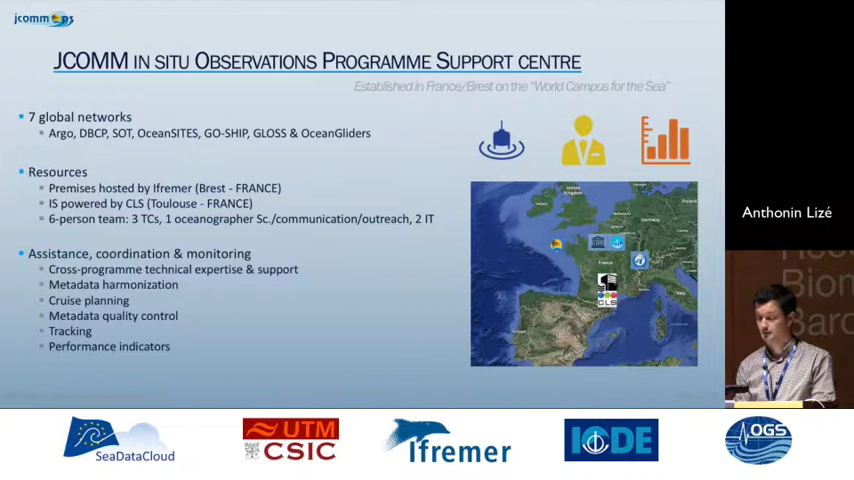 jcommops
JCOMM IN SITU OBSERVATIONS PROGRAMME SUPPORT CENTRE
Established in France/Brest on the "World Campus for the Sea"
7 global networks
Argo, DBCP, SOT, OceanSITES, GO-SHIP, GLOSS & OceanGliders
Resources
Premises hosted by Ifremer (Brest - FRANCE)
IS powered by CLS (Toulouse - FRANCE)
6-person team: 3 TCs, 1 oceanographer Sc./communication/outreach, 2 IT
Assistance, coordination & monitoring
Cross-programme technical expertise & support
Metadata harmonization
Cruise planning
Metadata quality control
Tracking
Performance indicators
United Kingdom
Germany
France
Italy
Spain
Portugal
CLS
Anthonin Lizé
Biom
Barc
SeaDataCloud
UTM
CSIC
Ifremer
IODE
OGS